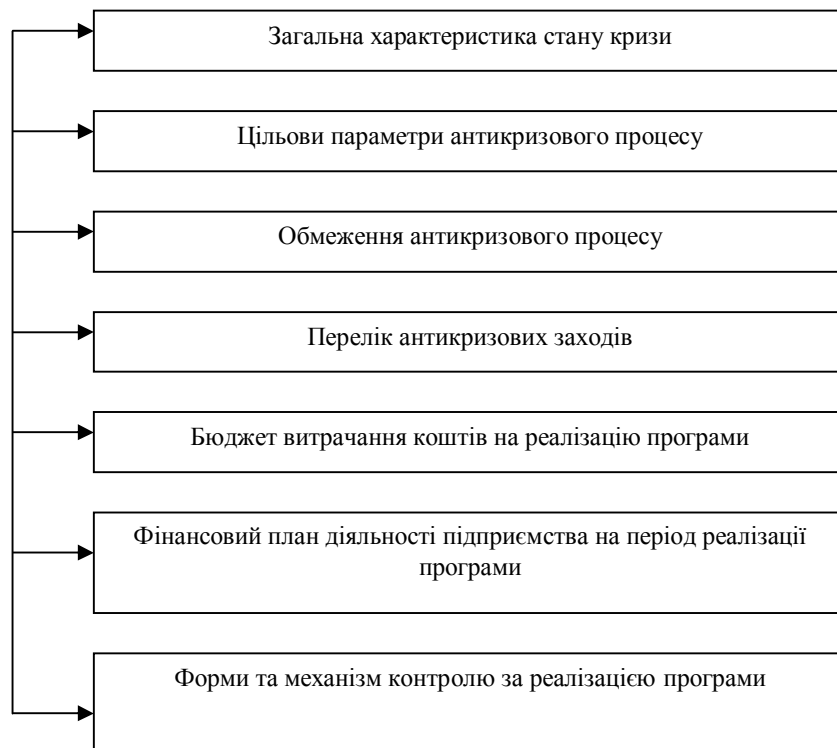 Загальна характеристика стану кризи
Цільови параметри антикризового процесу
Обмеження антикризового процесу
Перелік антикризових заходів
Бюджет витрачання коштів на реалізацію програми
Фінансовий план діяльності підприємства на період реалізації
програми
Форми та механізм контролю за реалізацією програми